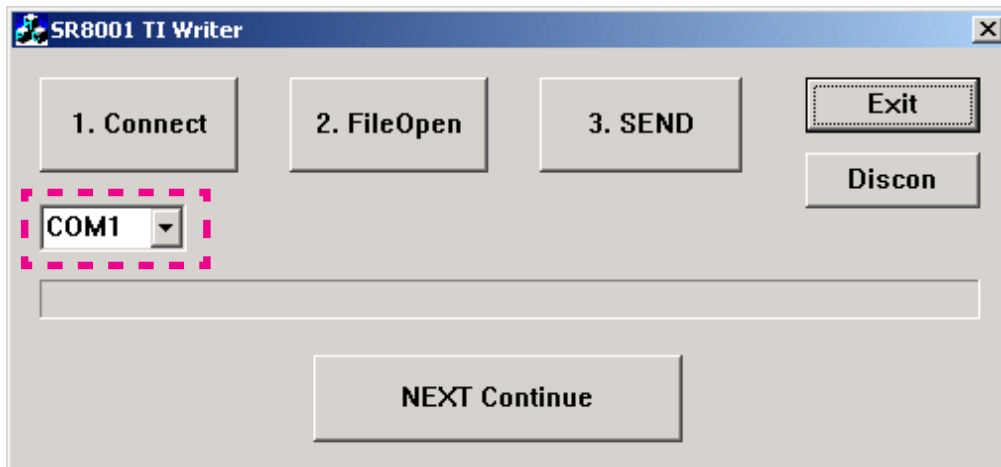 SR8001 TI Writer
1. Connect
2. FileOpen
3. SEND
Exit
Discon
COM1
NEXT Continue